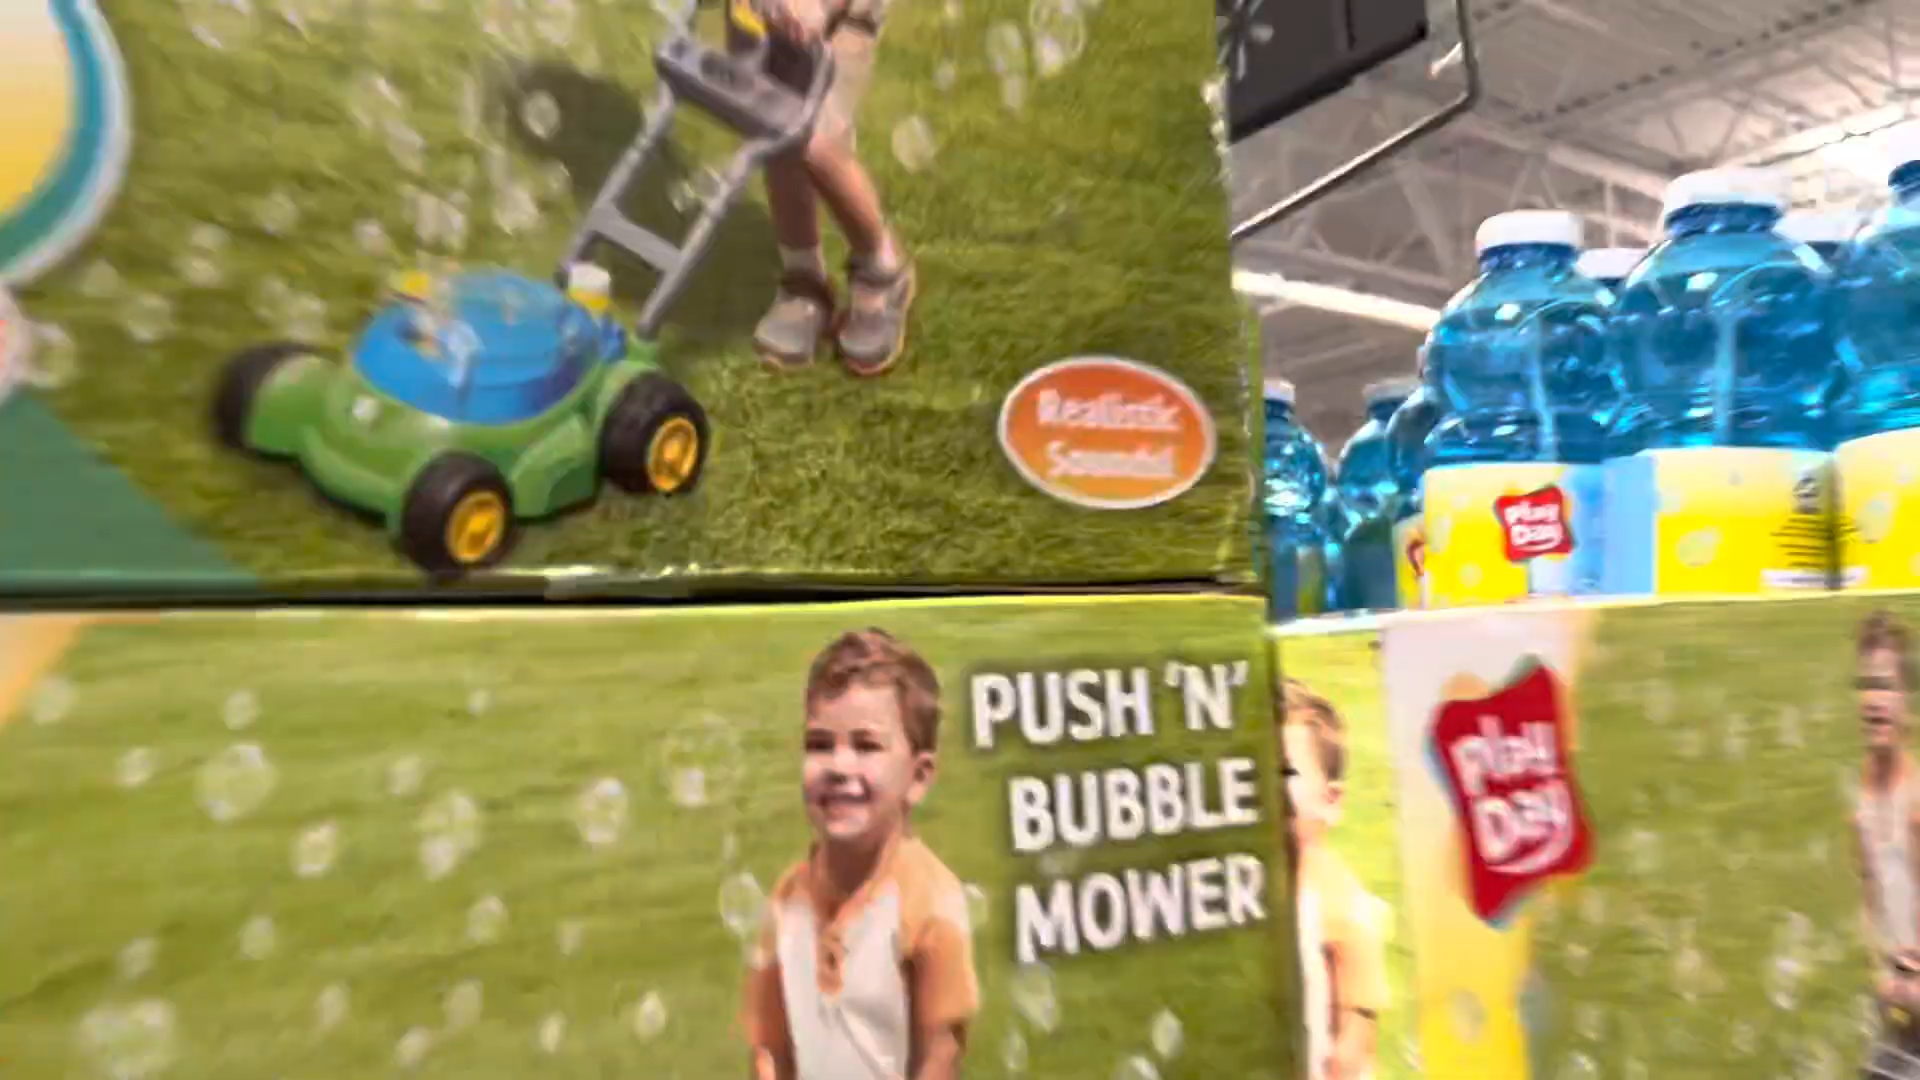 Realistic
Sounds!
Play
Day
PUSH 'N'
BUBBLE
MOWER
Play
Day